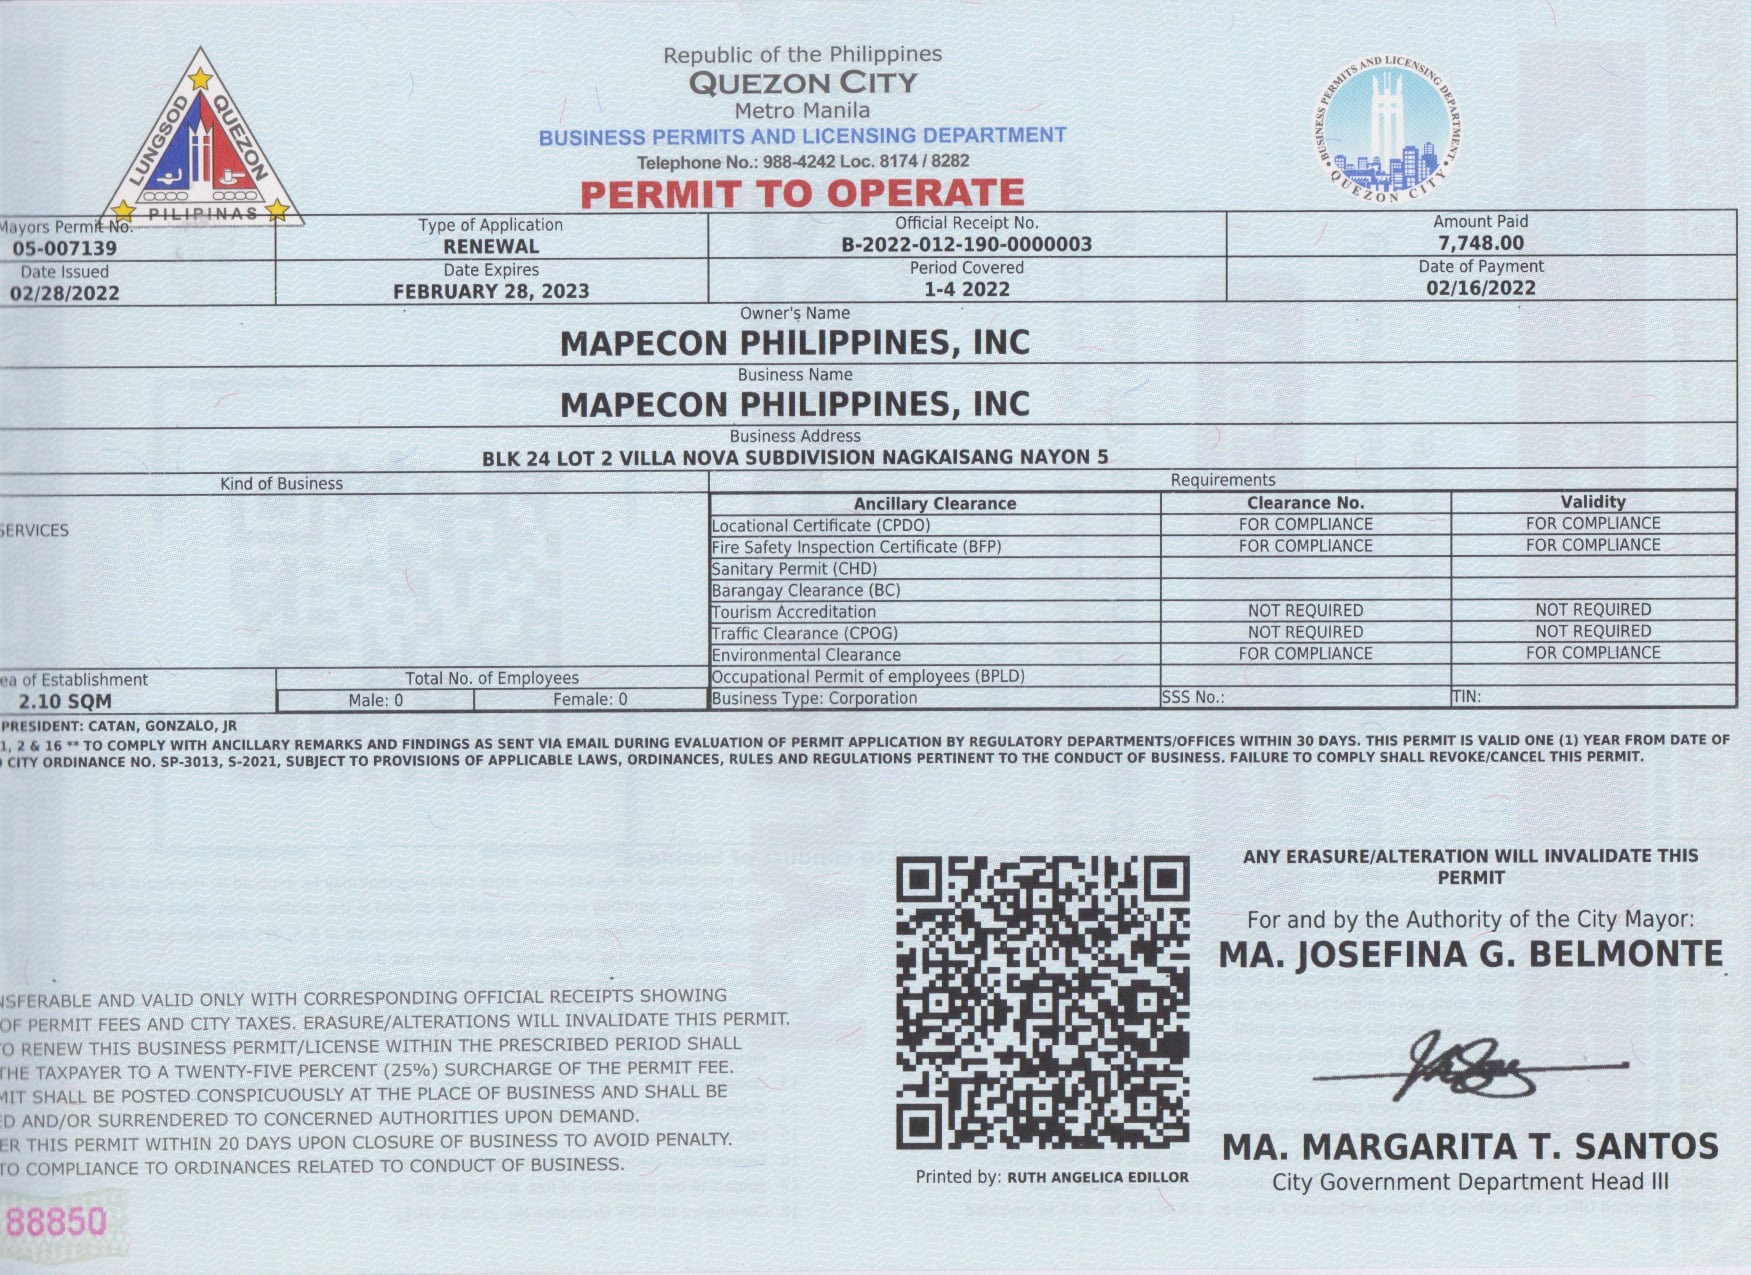 LUNGSOD QUEZON
PILIPINAS
Republic of the Philippines
QUEZON CITY
Metro Manila
BUSINESS PERMITS AND LICENSING DEPARTMENT
Telephone No.: 988-4242 Loc. 8174 / 8282
PERMIT TO OPERATE
BUSINESS PERMITS AND LICENSING DEPARTMENT
QUEZON CITY
Mayors Permit No. Type of Application Official Receipt No. Amount Paid
05-007139 RENEWAL B-2022-012-190-0000003 7,748.00
Date Issued Date Expires Period Covered Date of Payment
02/28/2022 FEBRUARY 28, 2023 1-4 2022 02/16/2022
Owner's Name
MAPECON PHILIPPINES, INC
Business Name
MAPECON PHILIPPINES, INC
Business Address
BLK 24 LOT 2 VILLA NOVA SUBDIVISION NAGKAISANG NAYON 5
Kind of Business Requirements
Ancillary Clearance Clearance No. Validity
SERVICES
Locational Certificate (CPDO) FOR COMPLIANCE FOR COMPLIANCE
Fire Safety Inspection Certificate (BFP) FOR COMPLIANCE FOR COMPLIANCE
Sanitary Permit (CHD)
Barangay Clearance (BC)
Tourism Accreditation NOT REQUIRED NOT REQUIRED
Traffic Clearance (CPOG) NOT REQUIRED NOT REQUIRED
Environmental Clearance FOR COMPLIANCE FOR COMPLIANCE
ea of Establishment Total No. of Employees Occupational Permit of employees (BPLD)
2.10 SQM Male: 0 Female: 0 Business Type: Corporation SSS No.: TIN:
PRESIDENT: CATAN, GONZALO, JR
1, 2 & 16 ** TO COMPLY WITH ANCILLARY REMARKS AND FINDINGS AS SENT VIA EMAIL DURING EVALUATION OF PERMIT APPLICATION BY REGULATORY DEPARTMENTS/OFFICES WITHIN 30 DAYS. THIS PERMIT IS VALID ONE (1) YEAR FROM DATE OF
CITY ORDINANCE NO. SP-3013, S-2021, SUBJECT TO PROVISIONS OF APPLICABLE LAWS, ORDINANCES, RULES AND REGULATIONS PERTINENT TO THE CONDUCT OF BUSINESS. FAILURE TO COMPLY SHALL REVOKE/CANCEL THIS PERMIT.
ANY ERASURE/ALTERATION WILL INVALIDATE THIS
PERMIT
For and by the Authority of the City Mayor:
MA. JOSEFINA G. BELMONTE
NSFERABLE AND VALID ONLY WITH CORRESPONDING OFFICIAL RECEIPTS SHOWING
OF PERMIT FEES AND CITY TAXES. ERASURE/ALTERATIONS WILL INVALIDATE THIS PERMIT.
O RENEW THIS BUSINESS PERMIT/LICENSE WITHIN THE PRESCRIBED PERIOD SHALL
THE TAXPAYER TO A TWENTY-FIVE PERCENT (25%) SURCHARGE OF THE PERMIT FEE.
MIT SHALL BE POSTED CONSPICUOUSLY AT THE PLACE OF BUSINESS AND SHALL BE
ED AND/OR SURRENDERED TO CONCERNED AUTHORITIES UPON DEMAND.
ER THIS PERMIT WITHIN 20 DAYS UPON CLOSURE OF BUSINESS TO AVOID PENALTY.
TO COMPLIANCE TO ORDINANCES RELATED TO CONDUCT OF BUSINESS.
MA. MARGARITA T. SANTOS
City Government Department Head III
Printed by: RUTH ANGELICA EDILLOR
88850